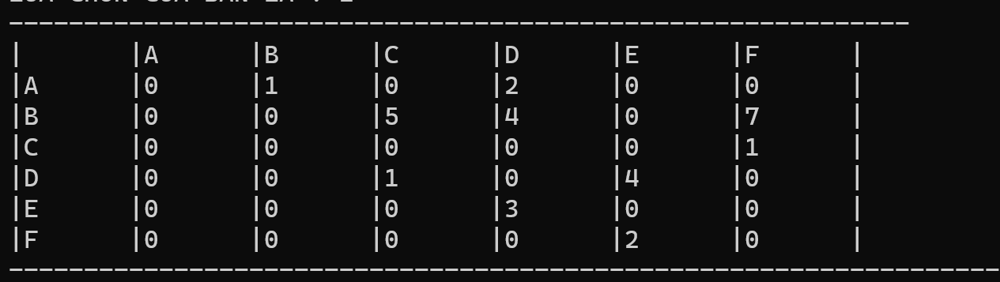 ------------------------------------------------------------
|	|A	|B	|C	|D	|E	|F	|
|A	|0	|1	|0	|2	|0	|0	|
|B	|0	|0	|5	|4	|0	|7	|
|C	|0	|0	|0	|0	|0	|1	|
|D	|0	|0	|1	|0	|4	|0	|
|E	|0	|0	|0	|3	|0	|0	|
|F	|0	|0	|0	|0	|2	|0	|
------------------------------------------------------------------